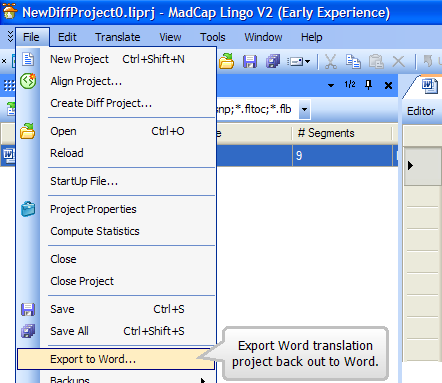 NewDiffProject0.liprj - MadCap Lingo V2 (Early Experience)
File Edit Translate View Tools Window Help
New Project Ctrl+Shift+N
Align Project...
1/2
Create Diff Project...
snp;*.fltoc;*.flb
Editor
Open Ctrl+O
# Segments
Reload
9
StartUp File...
Project Properties
Compute Statistics
Close
Close Project
Save Ctrl+S
Save All Ctrl+Shift+S
Export to Word...
Export Word translation
project back out to Word.
Backups